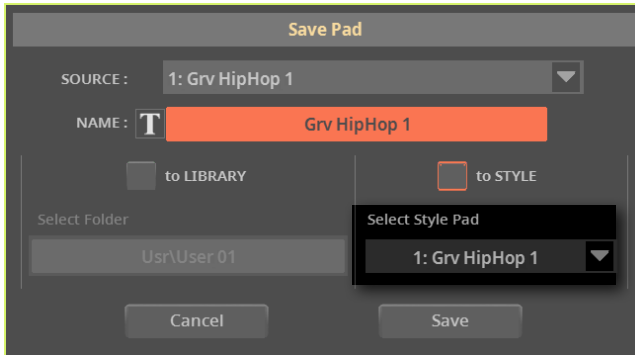 Save Pad
SOURCE : 1: Grv HipHop 1
NAME : T Grv HipHop 1
to LIBRARY to STYLE
Select Folder Select Style Pad
Usr\User 01 1: Grv HipHop 1
Cancel Save